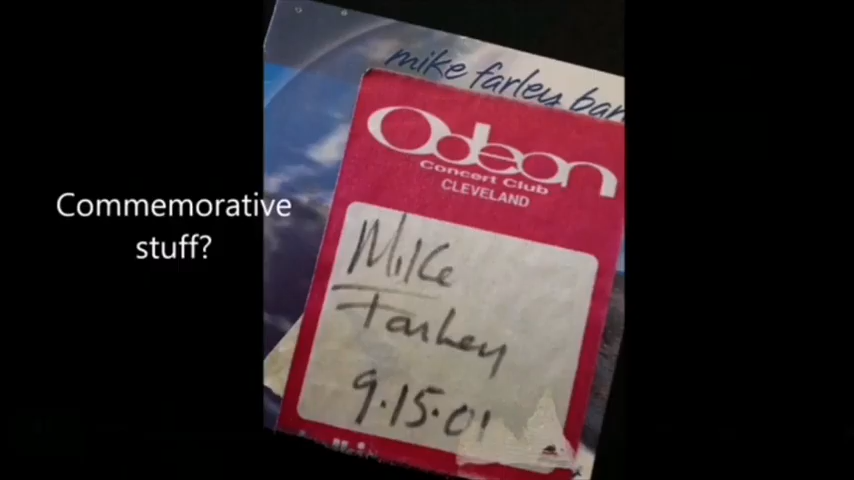 mike farley ban
Odeon
Concert Club
CLEVELAND
Commemorative
stuff?
Mike
Farley
9.15.01